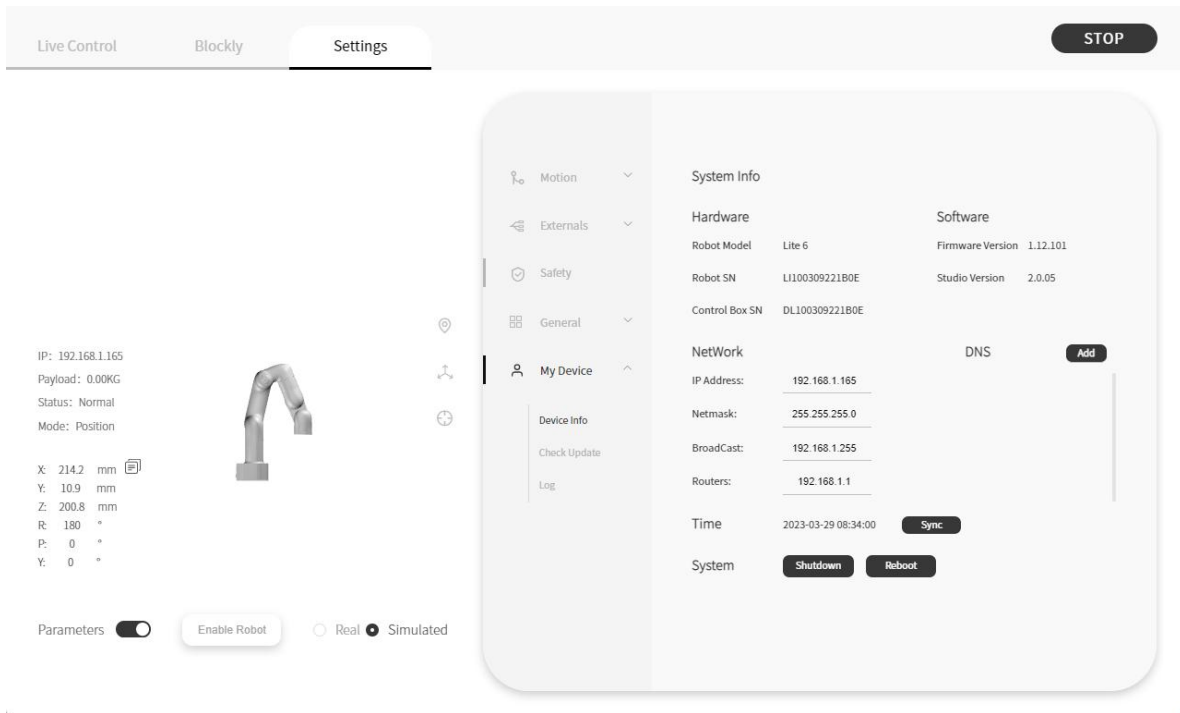 Live Control
Blockly
Settings
STOP
IP: 192.168.1.165
Payload: 0.00KG
Status: Normal
Mode: Position
X: 214.2 mm
Y: 10.9 mm
Z: 200.8 mm
R: 180 °
P: 0 °
Y: 0 °
Parameters
Enable Robot
Real
Simulated
Motion
Externals
Safety
General
My Device
Device Info
Check Update
Log
System Info
Hardware
Robot Model Lite 6
Robot SN LI100309221B0E
Control Box SN DL100309221B0E
Software
Firmware Version 1.12.101
Studio Version 2.0.05
NetWork
IP Address: 192.168.1.165
Netmask: 255.255.255.0
BroadCast: 192.168.1.255
Routers: 192.168.1.1
DNS
Add
Time 2023-03-29 08:34:00 Sync
System Shutdown Reboot